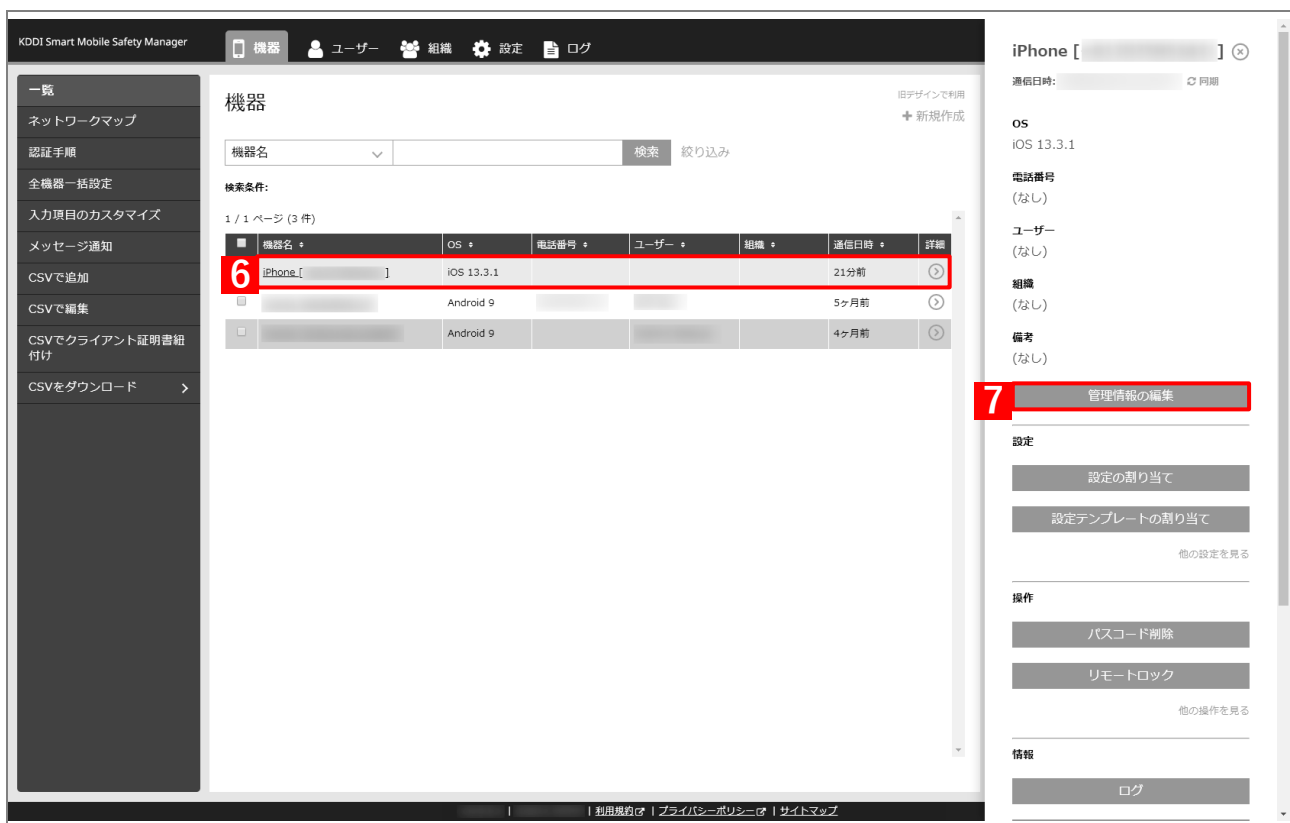 KDDI Smart Mobile Safety Manager
機器
ユーザー
組織
設定
ログ
一覧
ネットワークマップ
認証手順
全機器一括設定
入力項目のカスタマイズ
メッセージ通知
CSVで追加
CSVで編集
CSVでクライアント証明書紐
付け
CSVをダウンロード
機器
旧デザインで利用
新規作成
機器名
検索
絞り込み
検索条件:
1 / 1 ページ (3 件)
機器名 OS 電話番号 ユーザー 組織 通信日時 詳細
6 iPhone [ ] iOS 13.3.1 21分前
Android 9 5ヶ月前
Android 9 4ヶ月前
iPhone [ ]
通信日時: 同期
OS
iOS 13.3.1
電話番号
(なし)
ユーザー
(なし)
組織
(なし)
備考
(なし)
7 管理情報の編集
設定
設定の割り当て
設定テンプレートの割り当て
他の設定を見る
操作
パスコード削除
リモートロック
他の操作を見る
情報
ログ
| | 利用規約 | プライバシーポリシー | サイトマップ